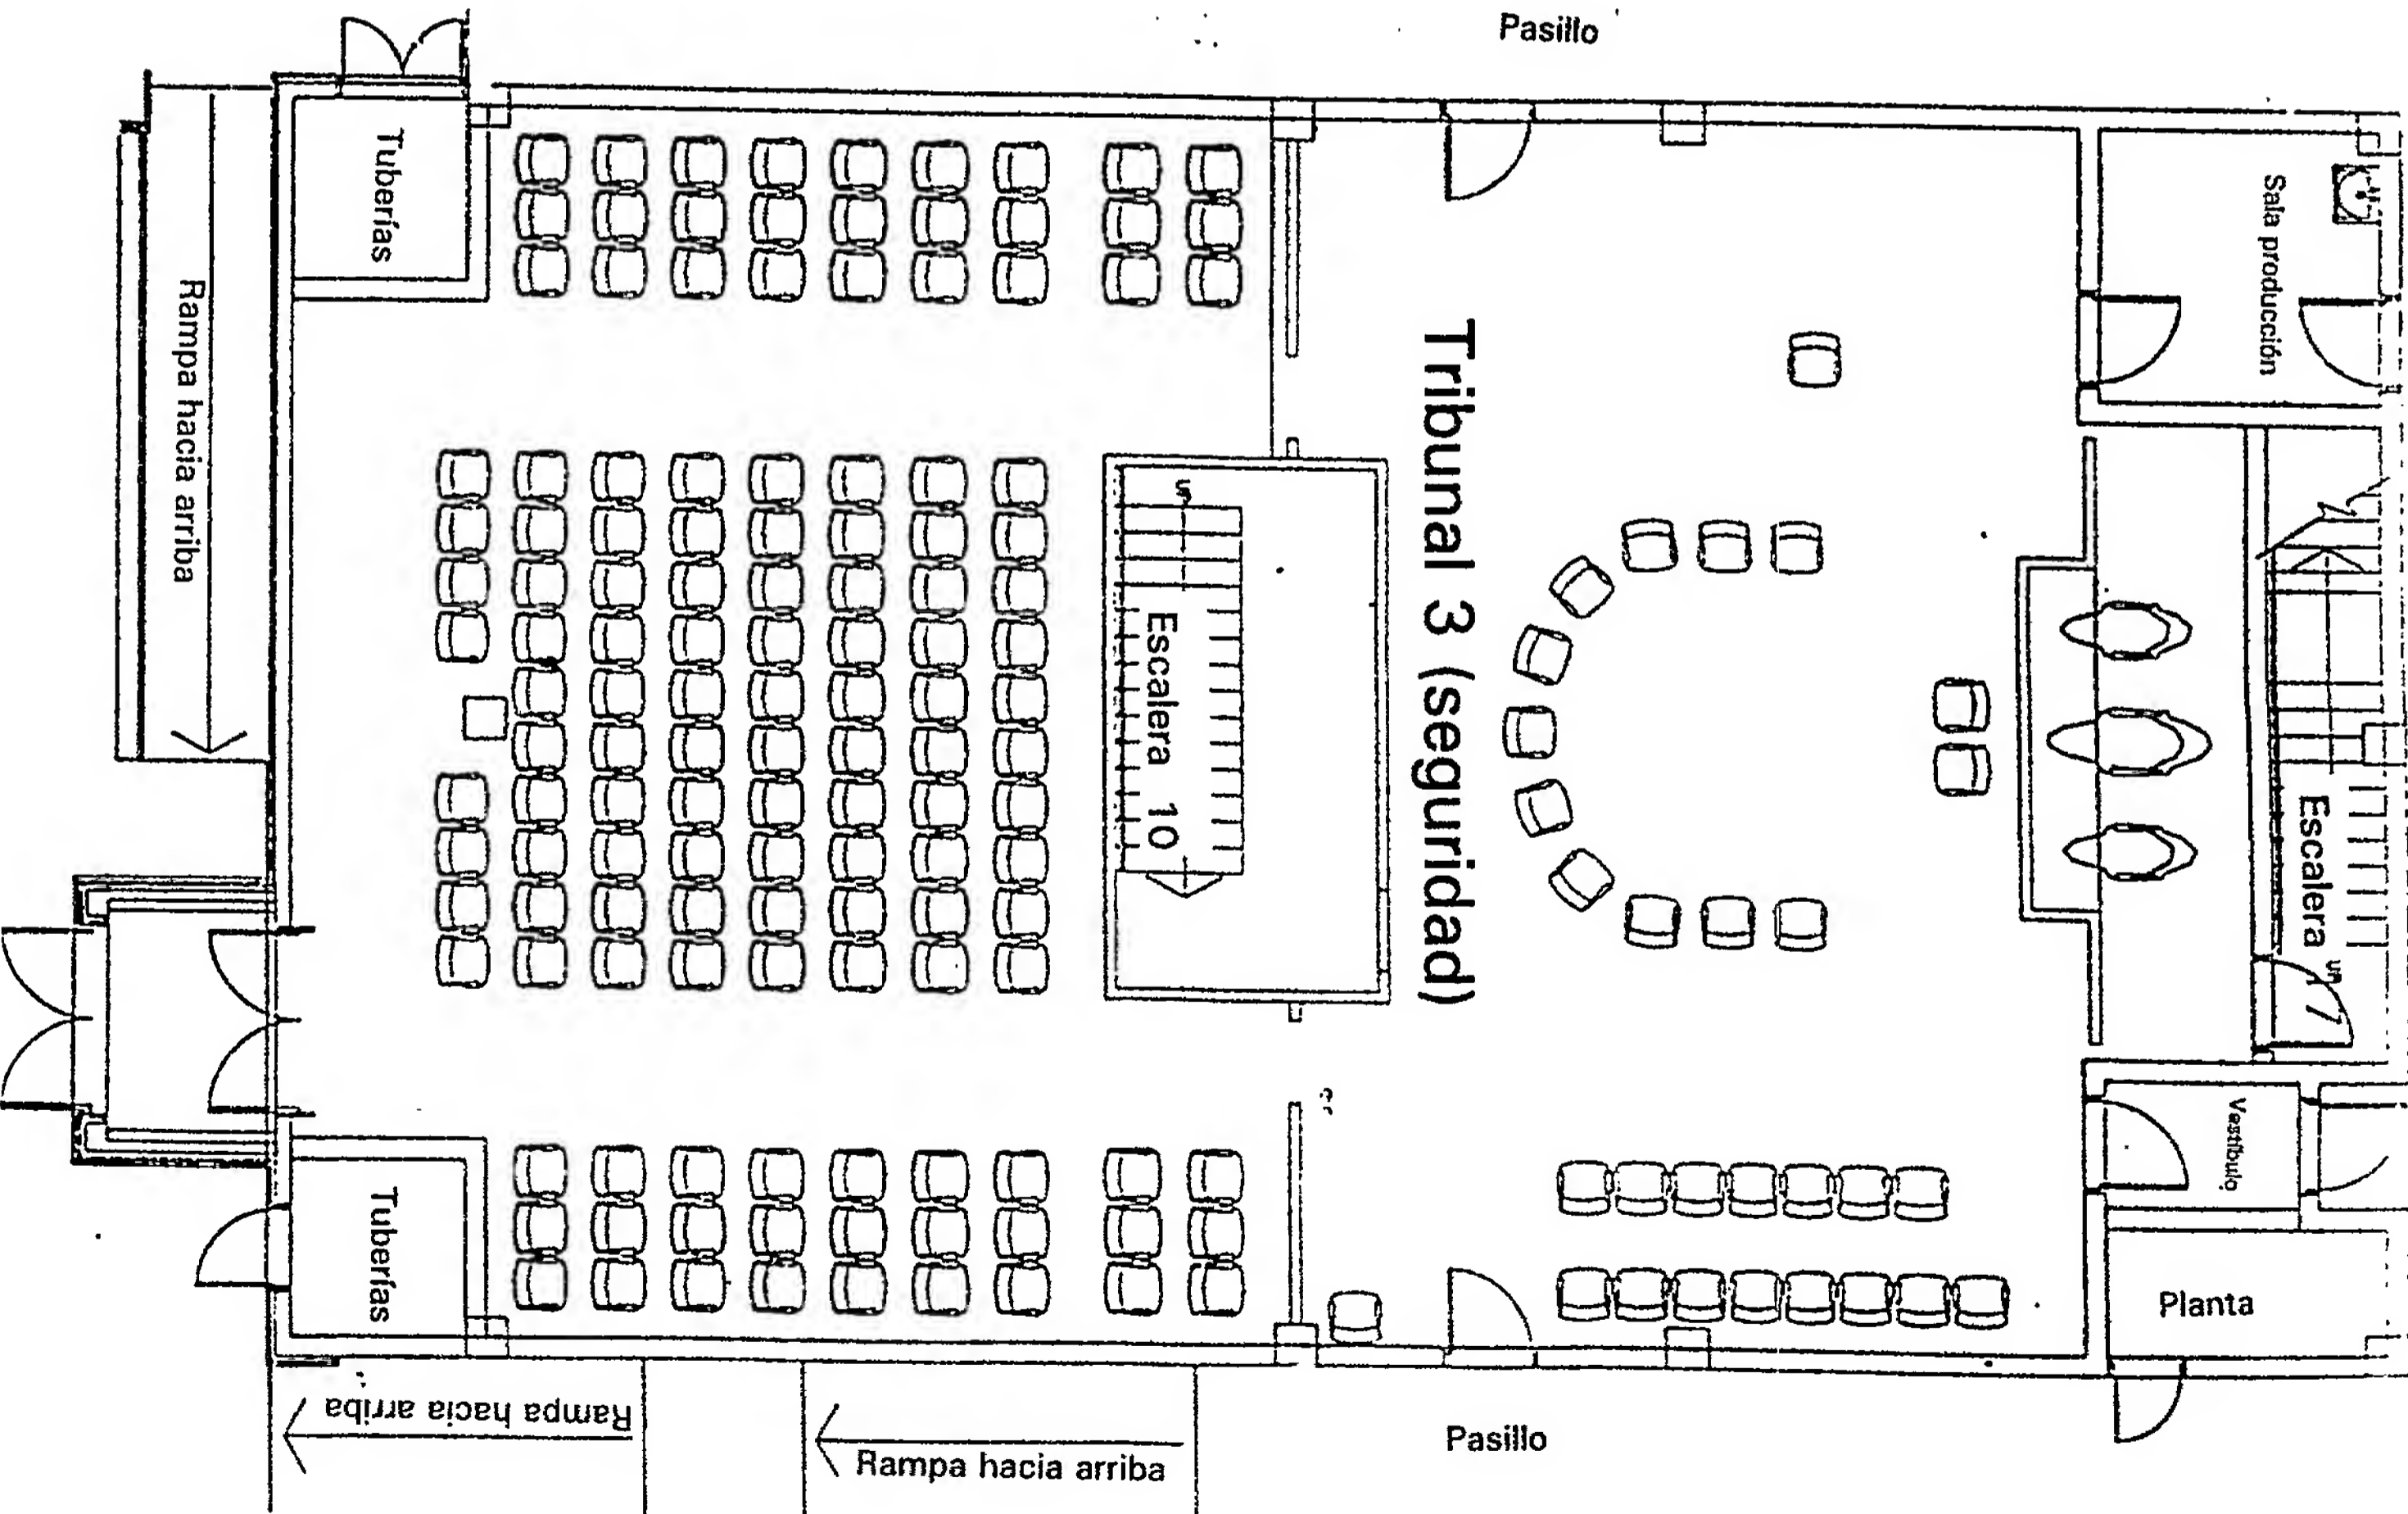 Pasillo
Tuberías
Sala producción
Rampa hacia arriba
Tribunal 3 (seguridad)
Escalera 10
Escalera
Vestíbulo
Tuberías
Planta
Rampa hacia arriba
Rampa hacia arriba
Pasillo